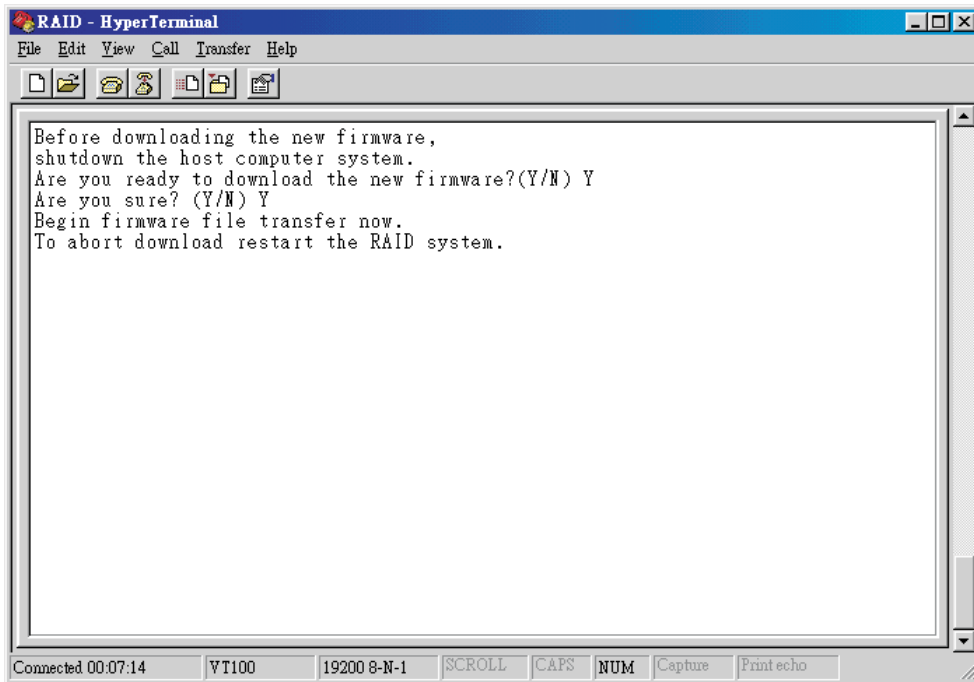 RAID - HyperTerminal
File Edit View Call Transfer Help
Before downloading the new firmware,
shutdown the host computer system.
Are you ready to download the new firmware?(Y/N) Y
Are you sure? (Y/N) Y
Begin firmware file transfer now.
To abort download restart the RAID system.
Connected 00:07:14 VT100 19200 8-N-1 SCROLL CAPS NUM Capture Print echo